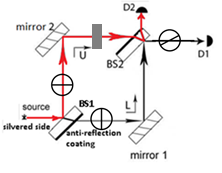 D2
mirror 2
U
BS2
D1
source
BS1
L
silvered side
anti-reflection
coating
mirror 1